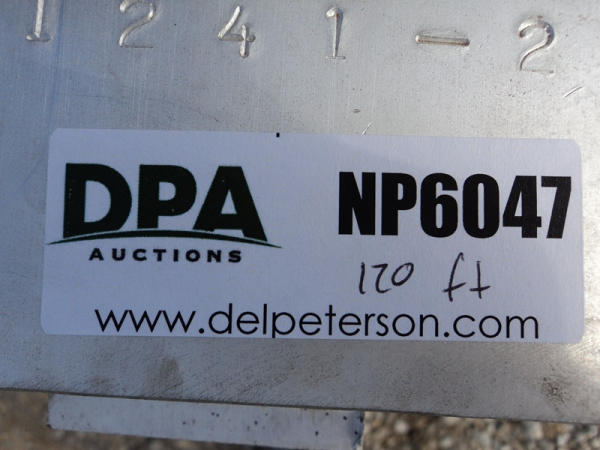 1241-2
DPA
AUCTIONS
NP6047
120 ft
www.delpeterson.com